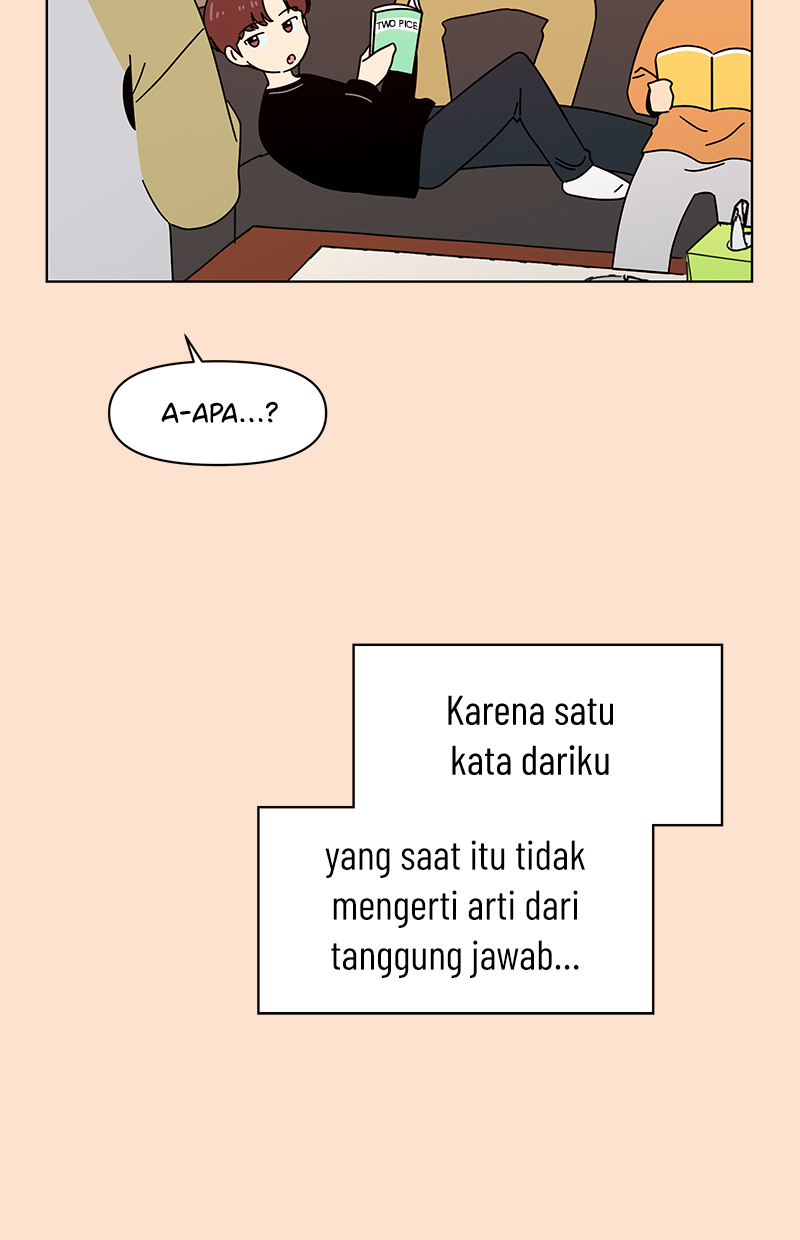 TWO PICE
A-APA...?
Karena satu
kata dariku
yang saat itu tidak
mengerti arti dari
tanggung jawab...